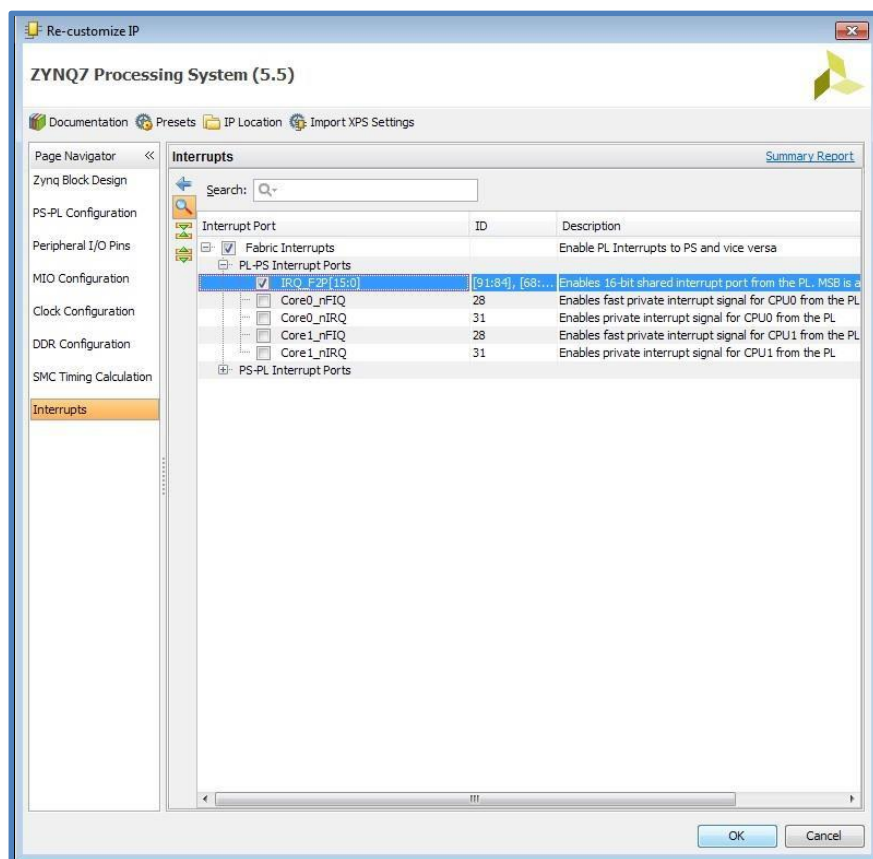 Re-customize IP
ZYNQ7 Processing System (5.5)
Documentation Presets IP Location Import XPS Settings
Page Navigator «
Zynq Block Design
PS-PL Configuration
Peripheral I/O Pins
MIO Configuration
Clock Configuration
DDR Configuration
SMC Timing Calculation
Interrupts
Interrupts Summary Report
Search:
Interrupt Port ID Description
Fabric Interrupts Enable PL Interrupts to PS and vice versa
PL-PS Interrupt Ports
IRQ_F2P[15:0] [91:84], [68:... Enables 16-bit shared interrupt port from the PL. MSB is a
Core0_nFIQ 28 Enables fast private interrupt signal for CPU0 from the PL
Core0_nIRQ 31 Enables private interrupt signal for CPU0 from the PL
Core1_nFIQ 28 Enables fast private interrupt signal for CPU1 from the PL
Core1_nIRQ 31 Enables private interrupt signal for CPU1 from the PL
PS-PL Interrupt Ports
OK Cancel